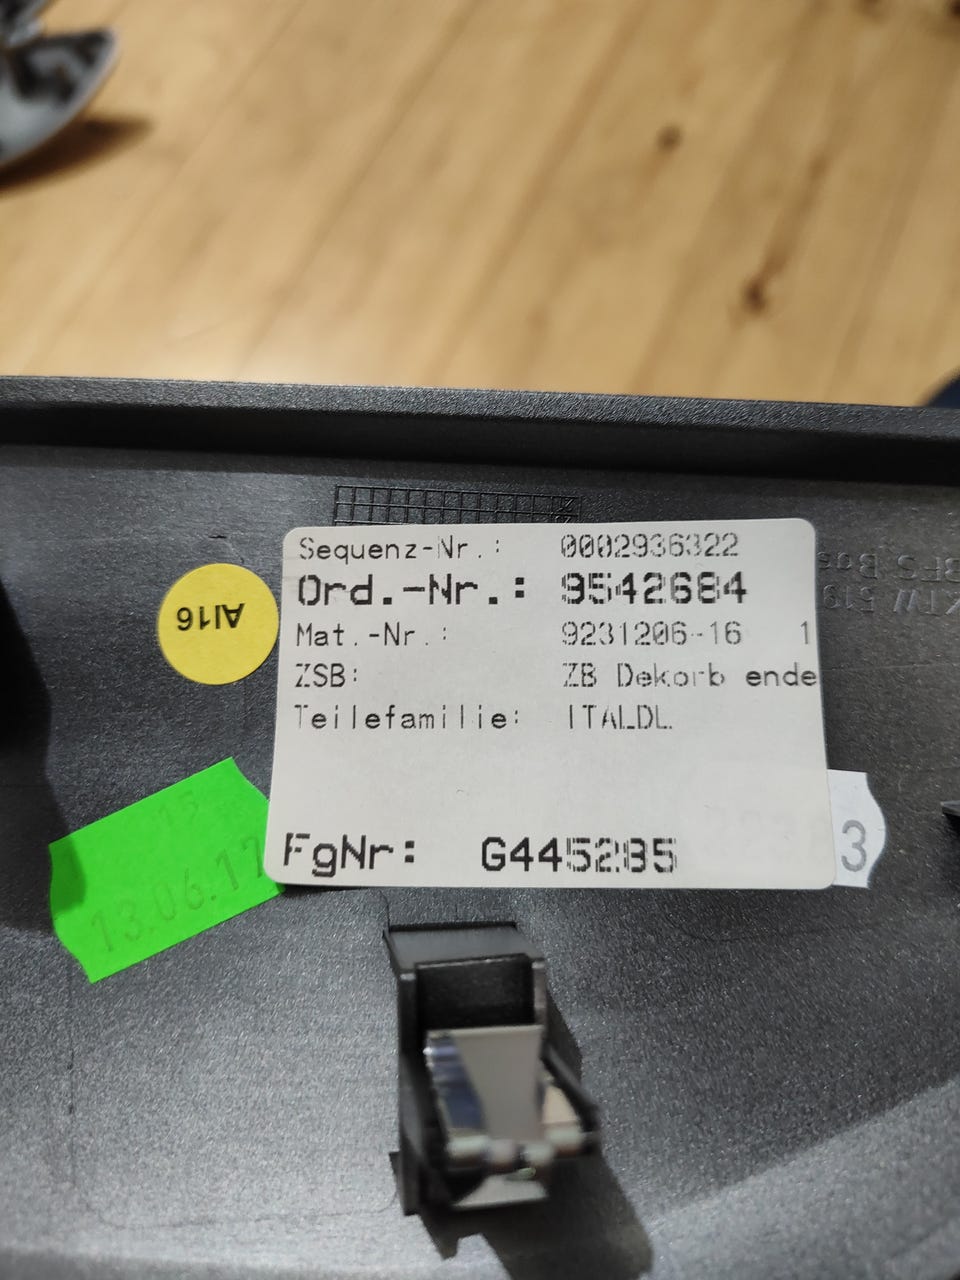 Sequenz-Nr.: 0002936322
Ord.-Nr.: 9542684
Mat.-Nr.: 9231206-16 1
ZSB: ZB Dekorb ende
Teilefamilie: ITALDL
FgNr: G445285
AI16
13.06.17
3